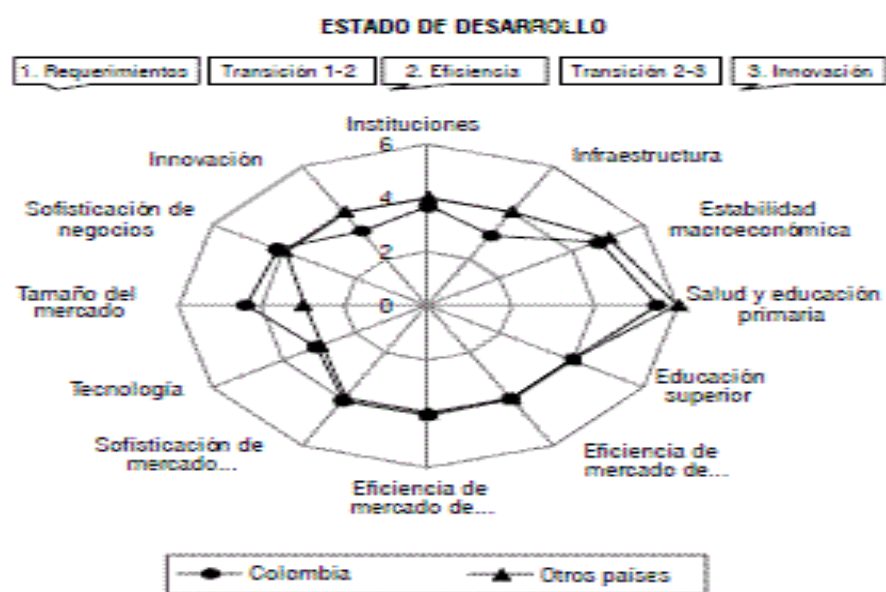 ESTADO DE DESARROLLO
1. Requerimientos
Transición 1-2
2. Eficiencia
Transición 2-3
3. Innovación
Instituciones
Infraestructura
Estabilidad
macroeconómica
Salud y educación
primaria
Educación
superior
Eficiencia de
mercado de...
Eficiencia de
mercado de...
Sofisticación de
mercado...
Tecnología
Tamaño del
mercado
Sofisticación de
negocios
Innovación
6
4
2
0
Colombia
Otros países